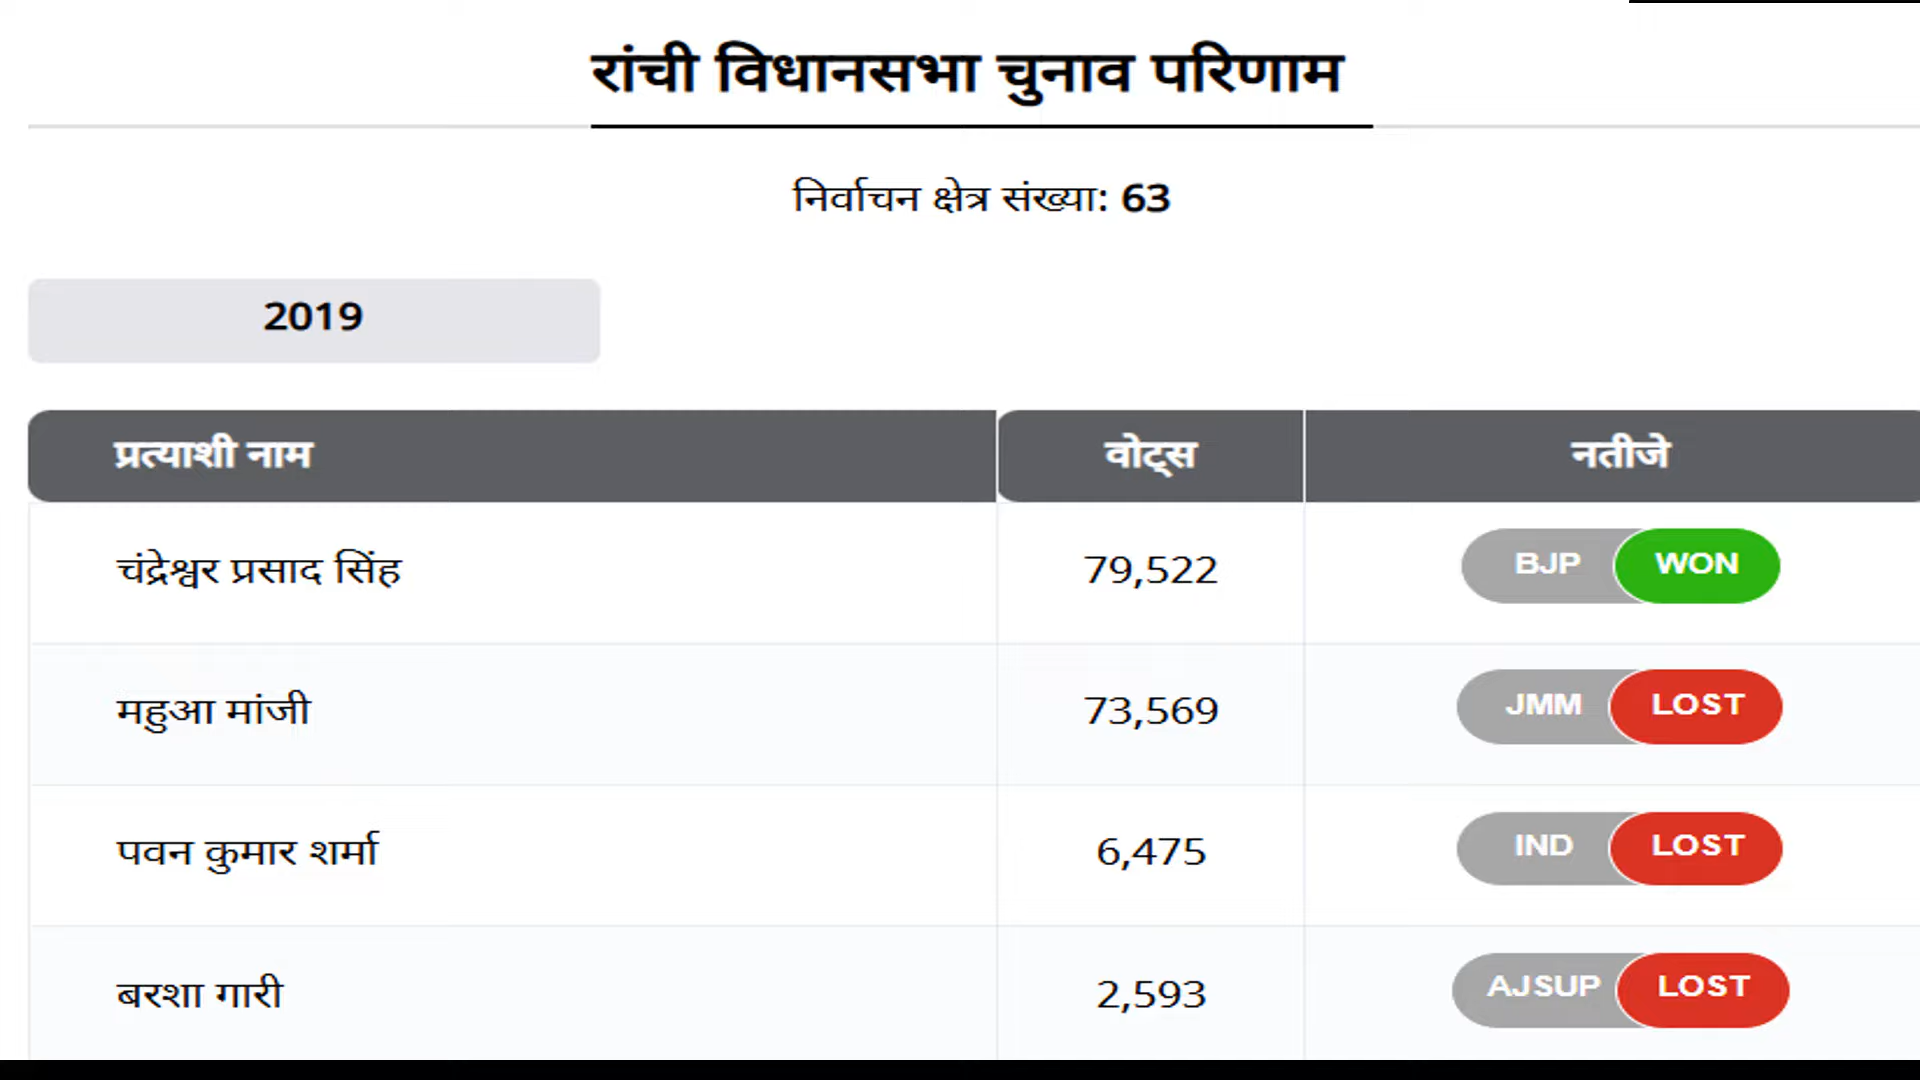 रांची विधानसभा चुनाव परिणाम
निर्वाचन क्षेत्र संख्या: 63
2019
प्रत्याशी नाम वोट्स नतीजे
चंद्रेश्वर प्रसाद सिंह 79,522 BJP WON
महुआ मांजी 73,569 JMM LOST
पवन कुमार शर्मा 6,475 IND LOST
बरशा गारी 2,593 AJSUP LOST